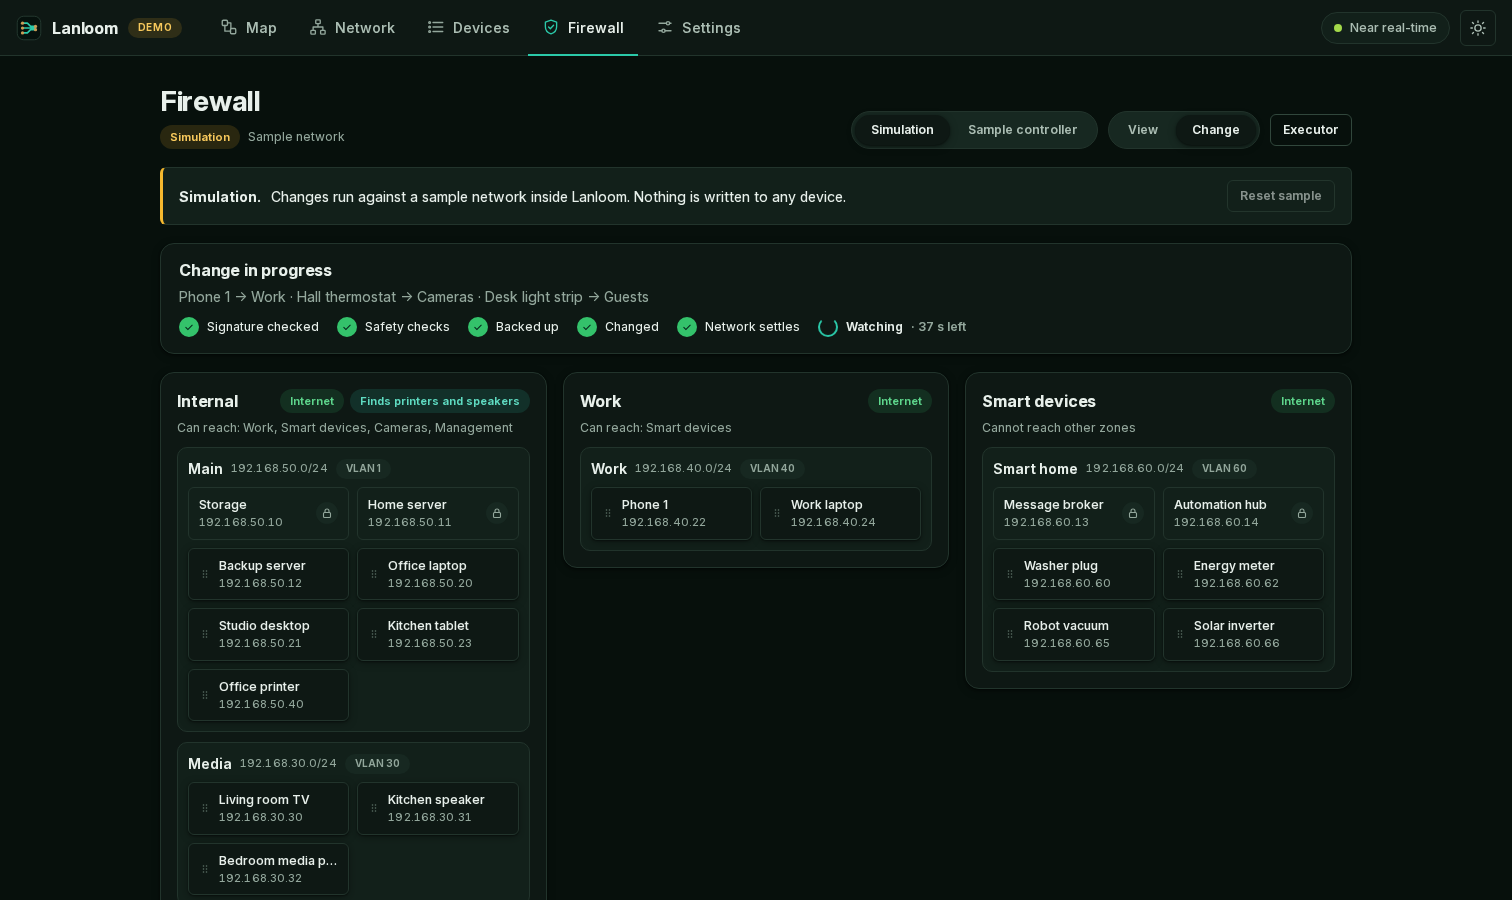 Lanloom DEMO Map Network Devices Firewall Settings Near real-time
Firewall
Simulation Sample network
Simulation Sample controller View Change Executor
Simulation. Changes run against a sample network inside Lanloom. Nothing is written to any device. Reset sample
Change in progress
Phone 1 → Work · Hall thermostat → Cameras · Desk light strip → Guests
Signature checked Safety checks Backed up Changed Network settles Watching · 37 s left
Internal Internet Finds printers and speakers
Can reach: Work, Smart devices, Cameras, Management
Main 192.168.50.0/24 VLAN 1
Storage
192.168.50.10
Home server
192.168.50.11
Backup server
192.168.50.12
Office laptop
192.168.50.20
Studio desktop
192.168.50.21
Kitchen tablet
192.168.50.23
Office printer
192.168.50.40
Media 192.168.30.0/24 VLAN 30
Living room TV
192.168.30.30
Kitchen speaker
192.168.30.31
Bedroom media p...
192.168.30.32
Work Internet
Can reach: Smart devices
Work 192.168.40.0/24 VLAN 40
Phone 1
192.168.40.22
Work laptop
192.168.40.24
Smart devices Internet
Cannot reach other zones
Smart home 192.168.60.0/24 VLAN 60
Message broker
192.168.60.13
Automation hub
192.168.60.14
Washer plug
192.168.60.60
Energy meter
192.168.60.62
Robot vacuum
192.168.60.65
Solar inverter
192.168.60.66